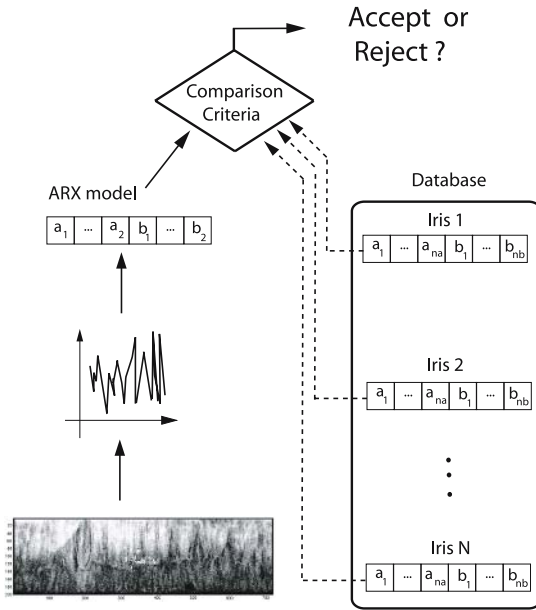 Accept or
Reject ?
Comparison
Criteria
ARX model
a1 ... a2 b1 ... b2
Database
Iris 1
a1 ... ana b1 ... bnb
Iris 2
a1 ... ana b1 ... bnb
Iris N
a1 ... ana b1 ... bnb